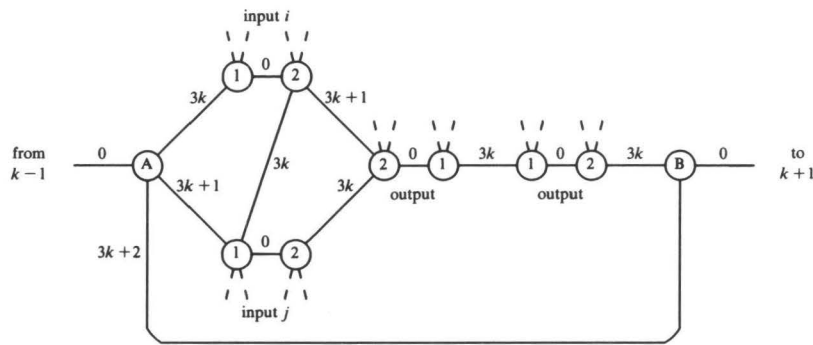 input i
1 0 2
3k 3k + 1
from 0 A 3k 2 0 1 3k 1 0 2 3k B 0 to
k − 1 k + 1
3k + 1 3k output output
3k + 2 1 0 2
input j